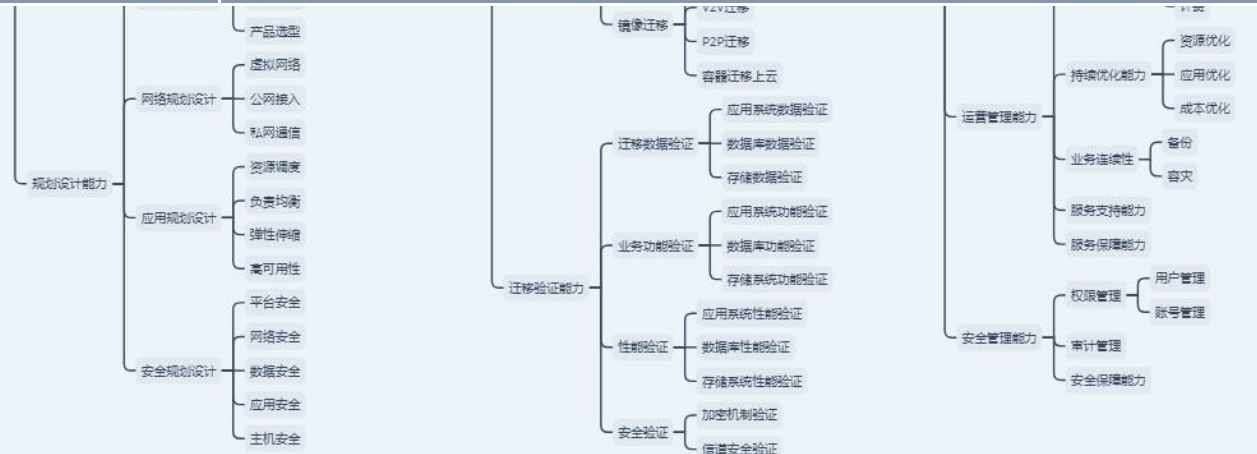 产品选型
虚拟网络
网络规划设计
公网接入
私网通信
资源调度
规划设计能力
负责均衡
应用规划设计
弹性伸缩
高可用性
平台安全
网络安全
安全规划设计
数据安全
应用安全
主机安全
V2V迁移
镜像迁移
P2P迁移
容器迁移上云
应用系统数据验证
迁移数据验证
数据库数据验证
存储数据验证
应用系统功能验证
业务功能验证
数据库功能验证
存储系统功能验证
迁移验证能力
应用系统性能验证
性能验证
数据库性能验证
存储系统性能验证
加密机制验证
安全验证
信道安全验证
计费
资源优化
持续优化能力
应用优化
成本优化
运营管理能力
备份
业务连续性
容灾
服务支持能力
服务保障能力
用户管理
权限管理
账号管理
安全管理能力
审计管理
安全保障能力